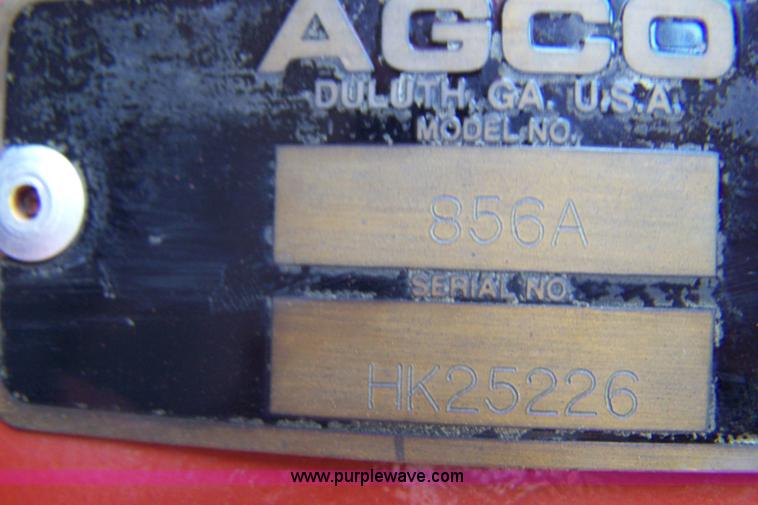 AGCO
DULUTH, GA. U.S.A.
MODEL NO.
856A
SERIAL NO.
HK25226
www.purplewave.com